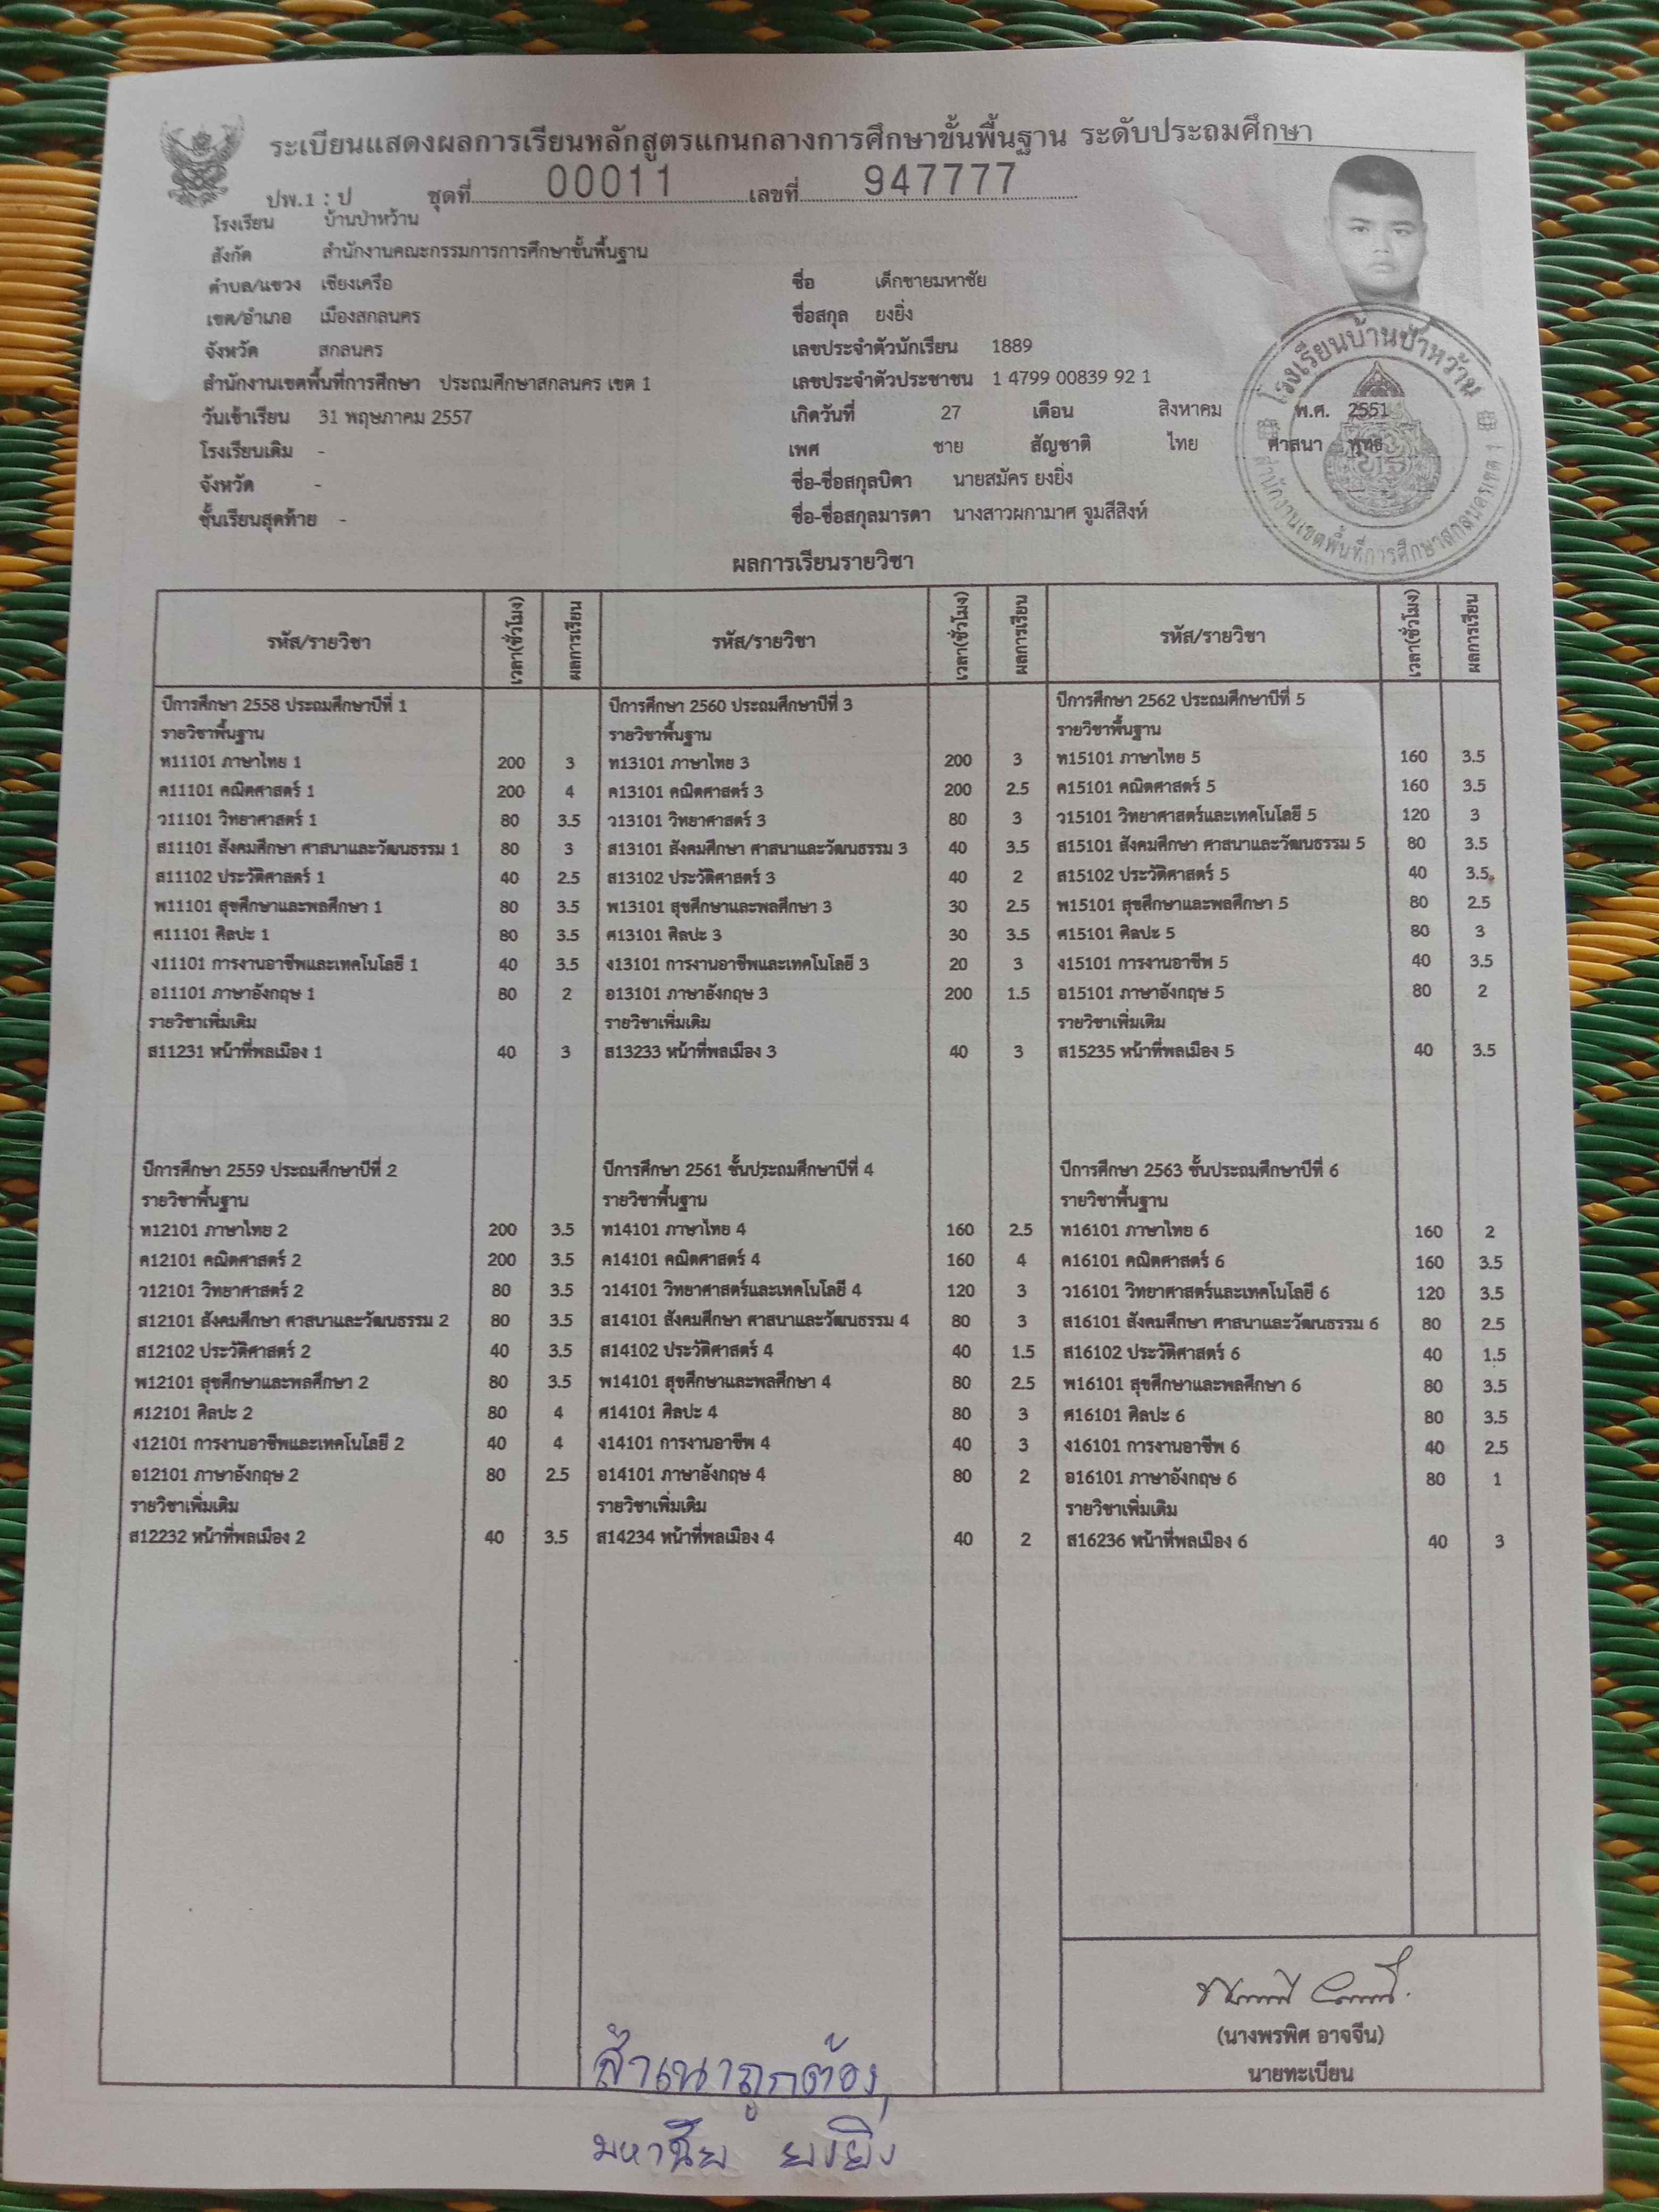 ระเบียนแสดงผลการเรียนหลักสูตรแกนกลางการศึกษาขั้นพื้นฐาน ระดับประถมศึกษา
ปพ.1 : ป ชุดที่ 00011 เลขที่ 947777
โรงเรียน บ้านป่าหว้าน
สังกัด สำนักงานคณะกรรมการการศึกษาขั้นพื้นฐาน
ตำบล/แขวง เชียงเครือ
เขต/อำเภอ เมืองสกลนคร
จังหวัด สกลนคร
สำนักงานเขตพื้นที่การศึกษา ประถมศึกษาสกลนคร เขต 1
วันเข้าเรียน 31 พฤษภาคม 2557
โรงเรียนเดิม -
จังหวัด -
ชั้นเรียนสุดท้าย -
ชื่อ เด็กชายมหาชัย
ชื่อสกุล ยงยิ่ง
เลขประจำตัวนักเรียน 1889
เลขประจำตัวประชาชน 1 4799 00839 92 1
เกิดวันที่ 27 เดือน สิงหาคม พ.ศ. 2551
เพศ ชาย สัญชาติ ไทย ศาสนา พุทธ
ชื่อ-ชื่อสกุลบิดา นายสมัคร ยงยิ่ง
ชื่อ-ชื่อสกุลมารดา นางสาวผกามาศ จูมสีสิงห์
โรงเรียนบ้านป่าหว้าน
สำนักงานเขตพื้นที่การศึกษาสกลนครเขต 1
ผลการเรียนรายวิชา
รหัส/รายวิชา เวลา(ชั่วโมง) ผลการเรียน รหัส/รายวิชา เวลา(ชั่วโมง) ผลการเรียน รหัส/รายวิชา เวลา(ชั่วโมง) ผลการเรียน
ปีการศึกษา 2558 ประถมศึกษาปีที่ 1
รายวิชาพื้นฐาน
ท11101 ภาษาไทย 1 200 3
ค11101 คณิตศาสตร์ 1 200 4
ว11101 วิทยาศาสตร์ 1 80 3.5
ส11101 สังคมศึกษา ศาสนาและวัฒนธรรม 1 80 3
ส11102 ประวัติศาสตร์ 1 40 2.5
พ11101 สุขศึกษาและพลศึกษา 1 80 3.5
ศ11101 ศิลปะ 1 80 3.5
ง11101 การงานอาชีพและเทคโนโลยี 1 40 3.5
อ11101 ภาษาอังกฤษ 1 80 2
รายวิชาเพิ่มเติม
ส11231 หน้าที่พลเมือง 1 40 3
ปีการศึกษา 2559 ประถมศึกษาปีที่ 2
รายวิชาพื้นฐาน
ท12101 ภาษาไทย 2 200 3.5
ค12101 คณิตศาสตร์ 2 200 3.5
ว12101 วิทยาศาสตร์ 2 80 3.5
ส12101 สังคมศึกษา ศาสนาและวัฒนธรรม 2 80 3.5
ส12102 ประวัติศาสตร์ 2 40 3.5
พ12101 สุขศึกษาและพลศึกษา 2 80 3.5
ศ12101 ศิลปะ 2 80 4
ง12101 การงานอาชีพและเทคโนโลยี 2 40 4
อ12101 ภาษาอังกฤษ 2 80 2.5
รายวิชาเพิ่มเติม
ส12232 หน้าที่พลเมือง 2 40 3.5
ปีการศึกษา 2560 ประถมศึกษาปีที่ 3
รายวิชาพื้นฐาน
ท13101 ภาษาไทย 3 200 3
ค13101 คณิตศาสตร์ 3 200 2.5
ว13101 วิทยาศาสตร์ 3 80 3
ส13101 สังคมศึกษา ศาสนาและวัฒนธรรม 3 40 3.5
ส13102 ประวัติศาสตร์ 3 40 2
พ13101 สุขศึกษาและพลศึกษา 3 30 2.5
ศ13101 ศิลปะ 3 30 3.5
ง13101 การงานอาชีพและเทคโนโลยี 3 20 3
อ13101 ภาษาอังกฤษ 3 200 1.5
รายวิชาเพิ่มเติม
ส13233 หน้าที่พลเมือง 3 40 3
ปีการศึกษา 2561 ชั้นประถมศึกษาปีที่ 4
รายวิชาพื้นฐาน
ท14101 ภาษาไทย 4 160 2.5
ค14101 คณิตศาสตร์ 4 160 4
ว14101 วิทยาศาสตร์และเทคโนโลยี 4 120 3
ส14101 สังคมศึกษา ศาสนาและวัฒนธรรม 4 80 3
ส14102 ประวัติศาสตร์ 4 40 1.5
พ14101 สุขศึกษาและพลศึกษา 4 80 2.5
ศ14101 ศิลปะ 4 80 3
ง14101 การงานอาชีพ 4 40 3
อ14101 ภาษาอังกฤษ 4 80 2
รายวิชาเพิ่มเติม
ส14234 หน้าที่พลเมือง 4 40 2
ปีการศึกษา 2562 ประถมศึกษาปีที่ 5
รายวิชาพื้นฐาน
ท15101 ภาษาไทย 5 160 3.5
ค15101 คณิตศาสตร์ 5 160 3.5
ว15101 วิทยาศาสตร์และเทคโนโลยี 5 120 3
ส15101 สังคมศึกษา ศาสนาและวัฒนธรรม 5 80 3.5
ส15102 ประวัติศาสตร์ 5 40 3.5
พ15101 สุขศึกษาและพลศึกษา 5 80 2.5
ศ15101 ศิลปะ 5 80 3
ง15101 การงานอาชีพ 5 40 3.5
อ15101 ภาษาอังกฤษ 5 80 2
รายวิชาเพิ่มเติม
ส15235 หน้าที่พลเมือง 5 40 3.5
ปีการศึกษา 2563 ชั้นประถมศึกษาปีที่ 6
รายวิชาพื้นฐาน
ท16101 ภาษาไทย 6 160 2
ค16101 คณิตศาสตร์ 6 160 3.5
ว16101 วิทยาศาสตร์และเทคโนโลยี 6 120 3.5
ส16101 สังคมศึกษา ศาสนาและวัฒนธรรม 6 80 2.5
ส16102 ประวัติศาสตร์ 6 40 1.5
พ16101 สุขศึกษาและพลศึกษา 6 80 3.5
ศ16101 ศิลปะ 6 80 3.5
ง16101 การงานอาชีพ 6 40 2.5
อ16101 ภาษาอังกฤษ 6 80 1
รายวิชาเพิ่มเติม
ส16236 หน้าที่พลเมือง 6 40 3
(นางพรพิศ อาจจีน)
นายทะเบียน
สำเนาถูกต้อง
มหาชัย ยงยิ่ง